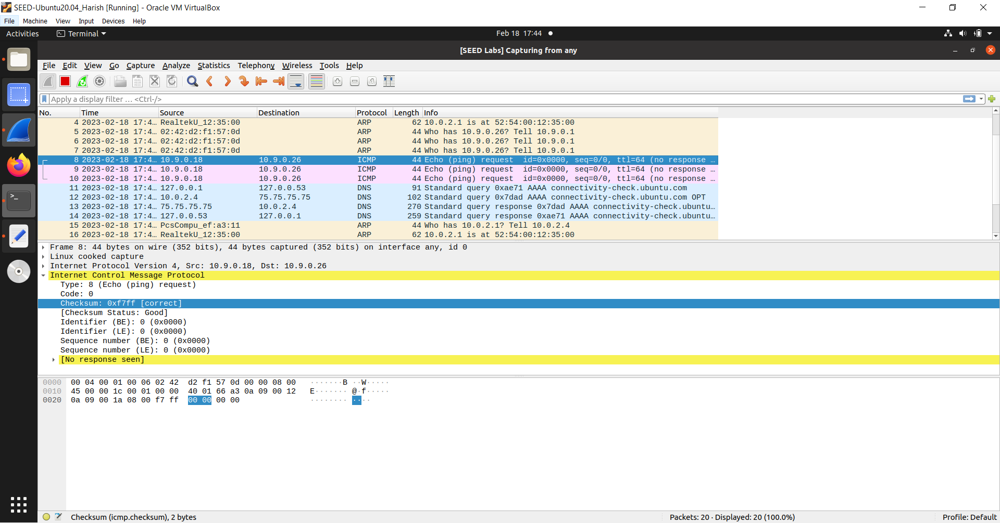 SEED-Ubuntu20.04_Harish [Running] - Oracle VM VirtualBox
File Machine View Input Devices Help
Activities Terminal Feb 18 17:44
[SEED Labs] Capturing from any
File Edit View Go Capture Analyze Statistics Telephony Wireless Tools Help
Apply a display filter … <Ctrl-/>
No. Time Source Destination Protocol Length Info
4 2023-02-18 17:4… RealtekU_12:35:00 ARP 62 10.0.2.1 is at 52:54:00:12:35:00
5 2023-02-18 17:4… 02:42:d2:f1:57:0d ARP 44 Who has 10.9.0.26? Tell 10.9.0.1
6 2023-02-18 17:4… 02:42:d2:f1:57:0d ARP 44 Who has 10.9.0.26? Tell 10.9.0.1
7 2023-02-18 17:4… 02:42:d2:f1:57:0d ARP 44 Who has 10.9.0.26? Tell 10.9.0.1
8 2023-02-18 17:4… 10.9.0.18 10.9.0.26 ICMP 44 Echo (ping) request id=0x0000, seq=0/0, ttl=64 (no response …
9 2023-02-18 17:4… 10.9.0.18 10.9.0.26 ICMP 44 Echo (ping) request id=0x0000, seq=0/0, ttl=64 (no response …
10 2023-02-18 17:4… 10.9.0.18 10.9.0.26 ICMP 44 Echo (ping) request id=0x0000, seq=0/0, ttl=64 (no response …
11 2023-02-18 17:4… 127.0.0.1 127.0.0.53 DNS 91 Standard query 0xae71 AAAA connectivity-check.ubuntu.com
12 2023-02-18 17:4… 10.0.2.4 75.75.75.75 DNS 102 Standard query 0x7dad AAAA connectivity-check.ubuntu.com OPT
13 2023-02-18 17:4… 75.75.75.75 10.0.2.4 DNS 270 Standard query response 0x7dad AAAA connectivity-check.ubuntu…
14 2023-02-18 17:4… 127.0.0.53 127.0.0.1 DNS 259 Standard query response 0xae71 AAAA connectivity-check.ubuntu…
15 2023-02-18 17:4… PcsCompu_ef:a3:11 ARP 44 Who has 10.0.2.1? Tell 10.0.2.4
16 2023-02-18 17:4… RealtekU_12:35:00 ARP 62 10.0.2.1 is at 52:54:00:12:35:00
Frame 8: 44 bytes on wire (352 bits), 44 bytes captured (352 bits) on interface any, id 0
Linux cooked capture
Internet Protocol Version 4, Src: 10.9.0.18, Dst: 10.9.0.26
Internet Control Message Protocol
Type: 8 (Echo (ping) request)
Code: 0
Checksum: 0xf7ff [correct]
[Checksum Status: Good]
Identifier (BE): 0 (0x0000)
Identifier (LE): 0 (0x0000)
Sequence number (BE): 0 (0x0000)
Sequence number (LE): 0 (0x0000)
[No response seen]
0000 00 04 00 01 00 06 02 42 d2 f1 57 0d 00 00 08 00 ·······B ··W·····
0010 45 00 00 1c 00 01 00 00 40 01 66 a3 0a 09 00 12 E······· @·f·····
0020 0a 09 00 1a 08 00 f7 ff 00 00 00 00 ········ ····
Checksum (icmp.checksum), 2 bytes Packets: 20 · Displayed: 20 (100.0%) Profile: Default